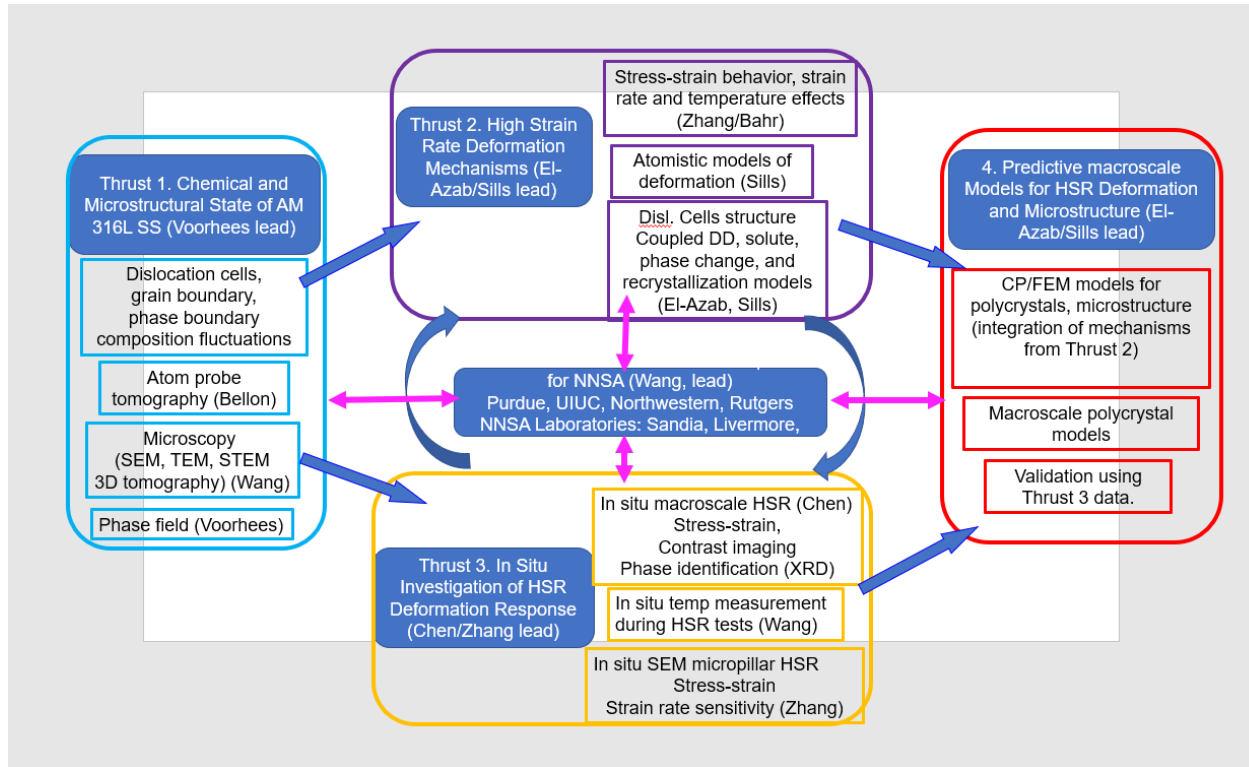 Thrust 1. Chemical and
Microstructural State of AM
316L SS (Voorhees lead)
Dislocation cells,
grain boundary,
phase boundary
composition fluctuations
Atom probe
tomography (Bellon)
Microscopy
(SEM, TEM, STEM
3D tomography) (Wang)
Phase field (Voorhees)
Thrust 2. High Strain
Rate Deformation
Mechanisms (El-
Azab/Sills lead)
Stress-strain behavior, strain
rate and temperature effects
(Zhang/Bahr)
Atomistic models of
deformation (Sills)
Disl. Cells structure
Coupled DD, solute,
phase change, and
recrystallization models
(El-Azab, Sills)
for NNSA (Wang, lead)
Purdue, UIUC, Northwestern, Rutgers
NNSA Laboratories: Sandia, Livermore,
Thrust 3. In Situ
Investigation of HSR
Deformation Response
(Chen/Zhang lead)
In situ macroscale HSR (Chen)
Stress-strain,
Contrast imaging
Phase identification (XRD)
In situ temp measurement
during HSR tests (Wang)
In situ SEM micropillar HSR
Stress-strain
Strain rate sensitivity (Zhang)
4. Predictive macroscale
Models for HSR Deformation
and Microstructure (El-
Azab/Sills lead)
CP/FEM models for
polycrystals, microstructure
(integration of mechanisms
from Thrust 2)
Macroscale polycrystal
models
Validation using
Thrust 3 data.